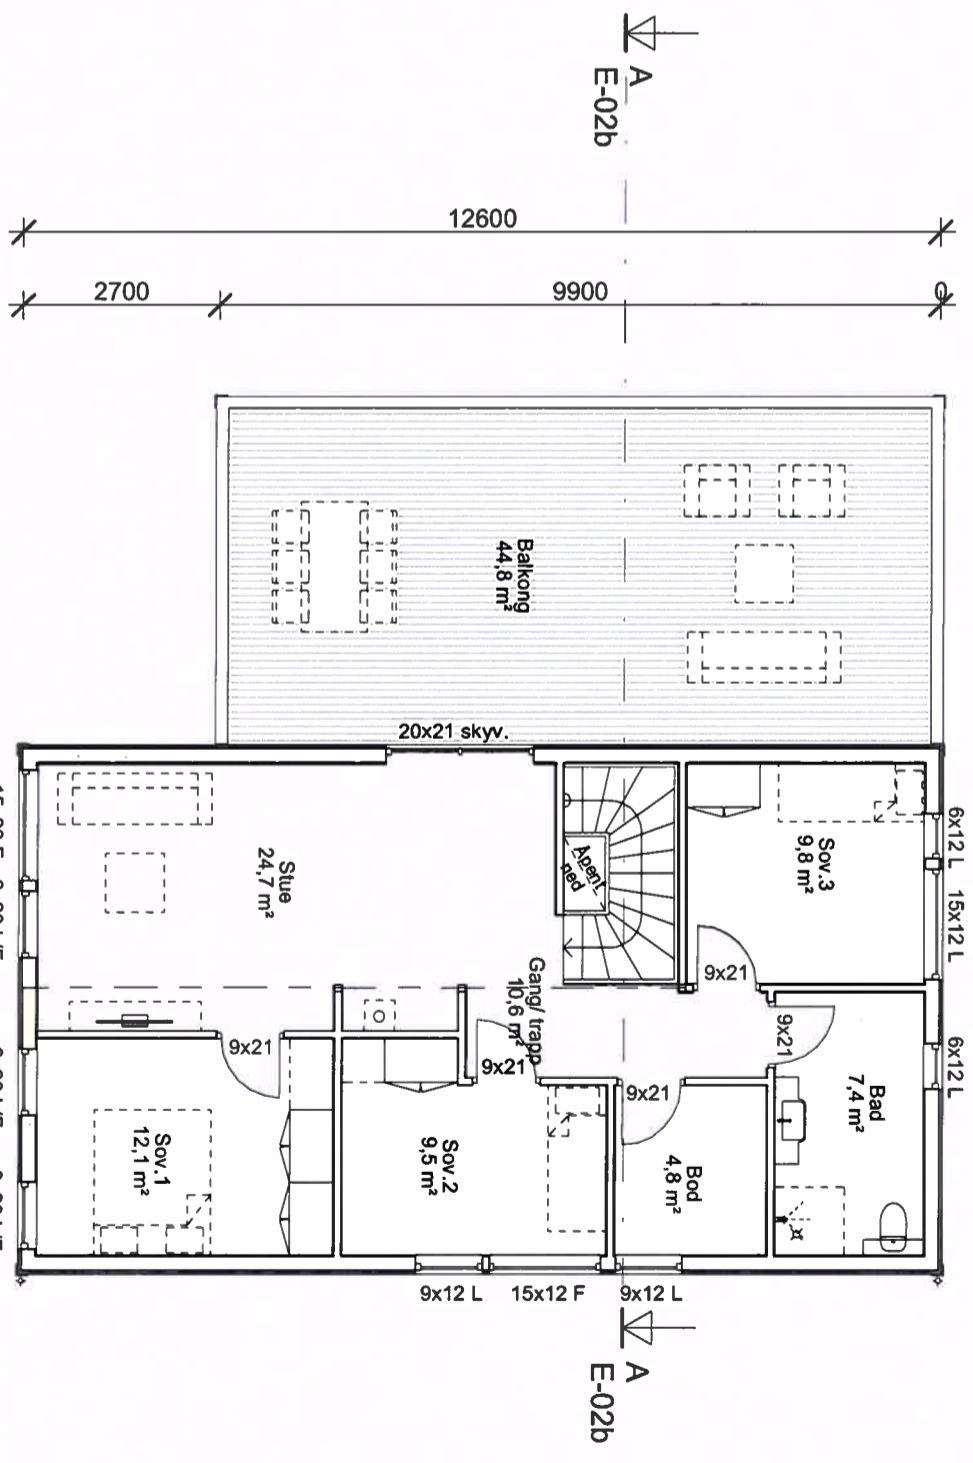 A
E-02b
12600
2700
9900
0
Balkong
44,8 m²
20x21 skyv.
Stue
24,7 m²
Åpent
ned
Sov.3
9,8 m²
6x12 L
15x12 L
6x12 L
Gang/ trapp
10,6 m²
9x21
9x21
9x21
9x21
9x21
Bad
7,4 m²
Sov.1
12,1 m²
Sov.2
9,5 m²
Bod
4,8 m²
9x12 L
15x12 F
9x12 L
A
E-02b